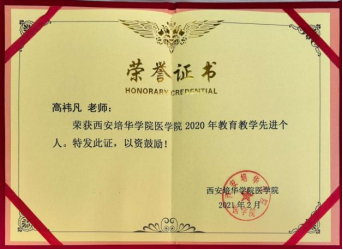 荣誉证书
HONORARY CREDENTIAL
高祎凡 老师:
荣获西安培华学院医学院 2020 年教育教学先进个
人。特发此证,以资鼓励!
西安培华学院医学院
2021 年 2 月